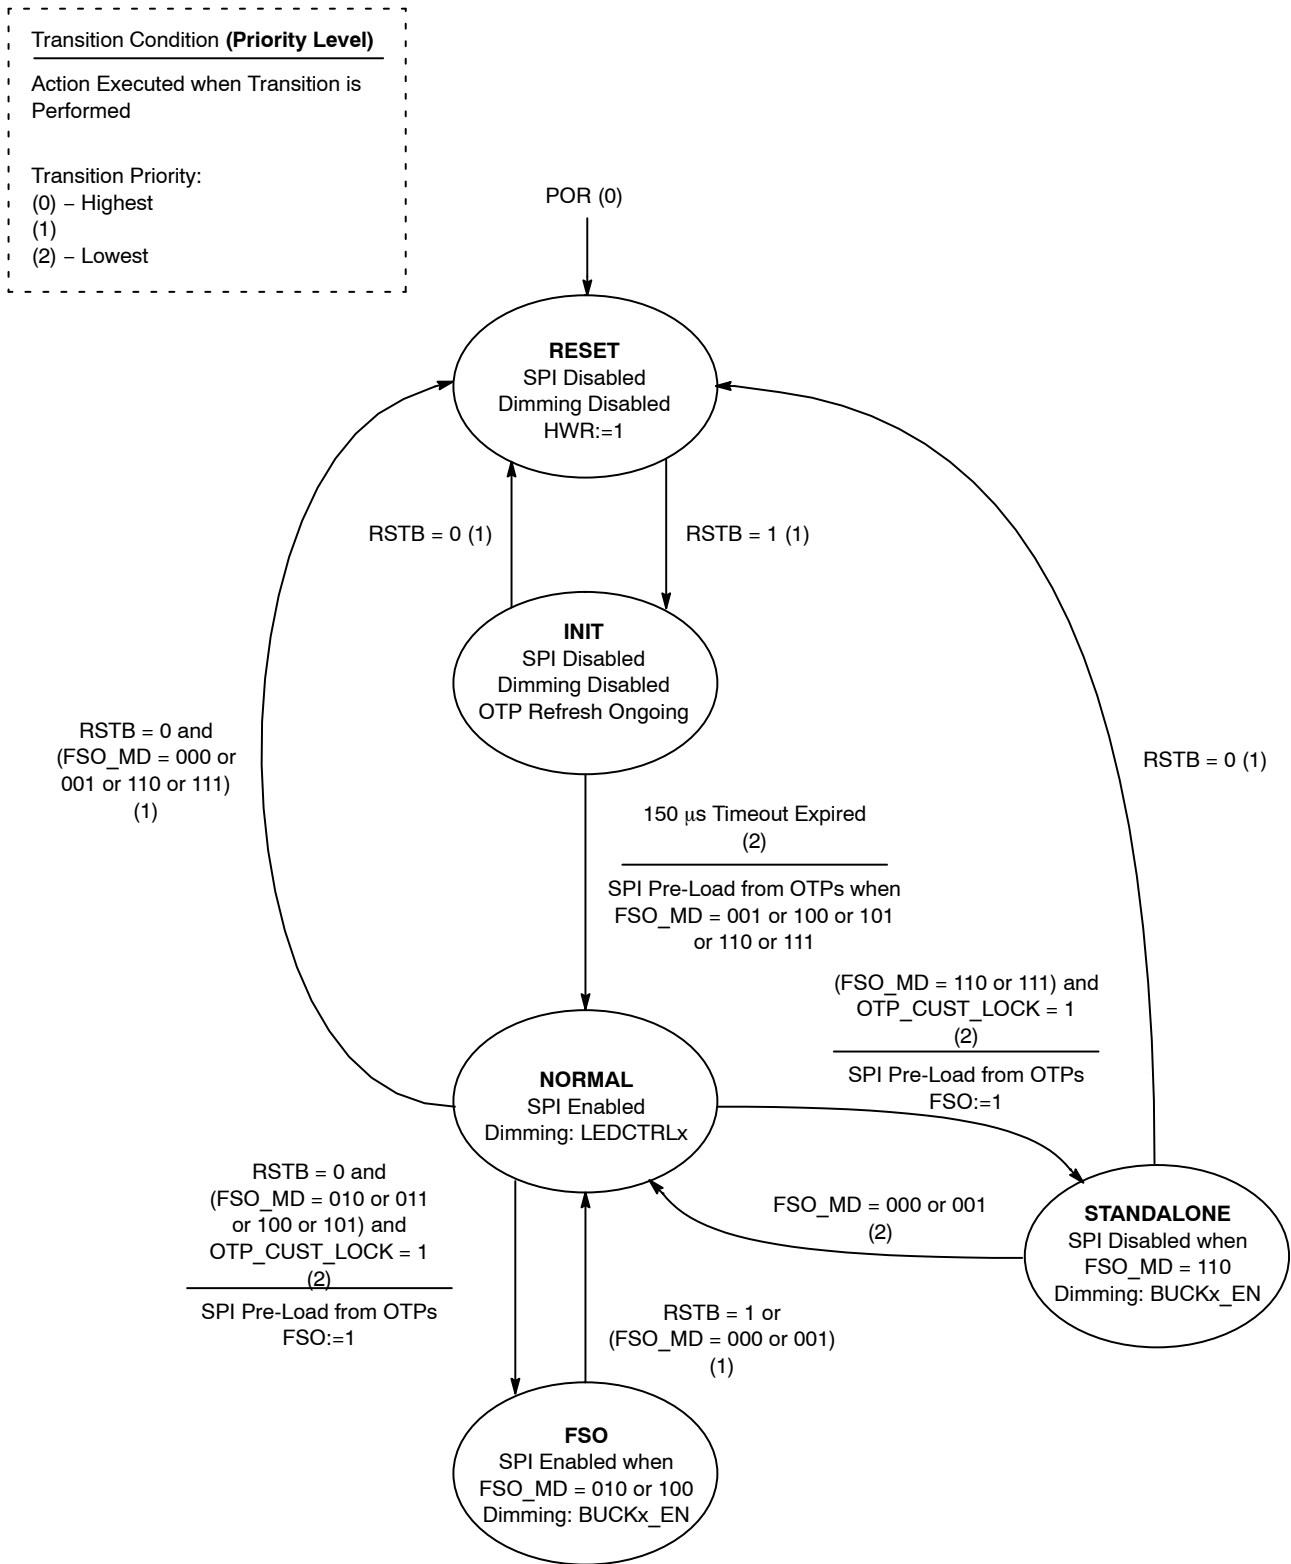 Transition Condition (Priority Level)
Action Executed when Transition is
Performed
Transition Priority:
(0) – Highest
(1)
(2) – Lowest
POR (0)
RESET
SPI Disabled
Dimming Disabled
HWR:=1
RSTB = 0 (1)
RSTB = 1 (1)
INIT
SPI Disabled
Dimming Disabled
OTP Refresh Ongoing
RSTB = 0 and
(FSO_MD = 000 or
001 or 110 or 111)
(1)
RSTB = 0 (1)
150 μs Timeout Expired
(2)
SPI Pre-Load from OTPs when
FSO_MD = 001 or 100 or 101
or 110 or 111
(FSO_MD = 110 or 111) and
OTP_CUST_LOCK = 1
(2)
SPI Pre-Load from OTPs
FSO:=1
NORMAL
SPI Enabled
Dimming: LEDCTRLx
RSTB = 0 and
(FSO_MD = 010 or 011
or 100 or 101) and
OTP_CUST_LOCK = 1
(2)
SPI Pre-Load from OTPs
FSO:=1
FSO_MD = 000 or 001
(2)
STANDALONE
SPI Disabled when
FSO_MD = 110
Dimming: BUCKx_EN
RSTB = 1 or
(FSO_MD = 000 or 001)
(1)
FSO
SPI Enabled when
FSO_MD = 010 or 100
Dimming: BUCKx_EN